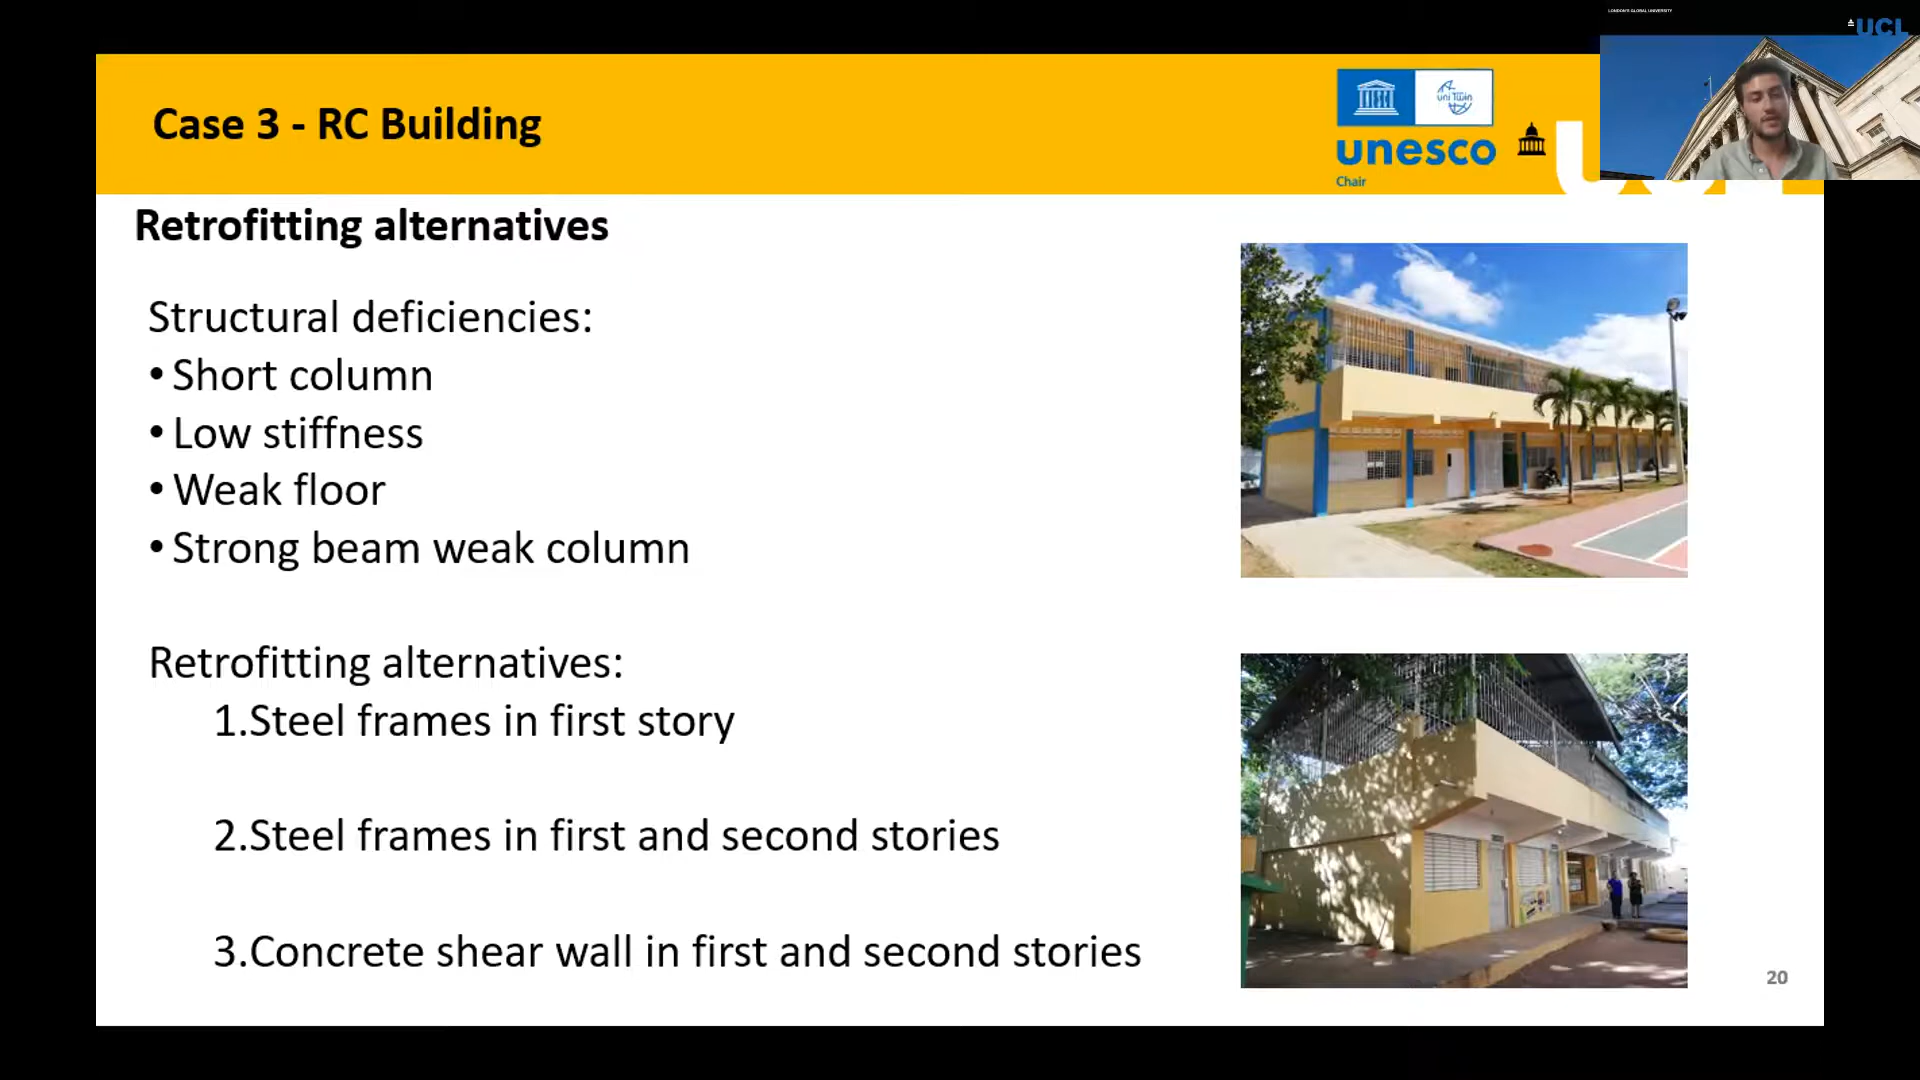 LONDON'S GLOBAL UNIVERSITY
UCL
Case 3 - RC Building
uni Twin
unesco
Chair
Retrofitting alternatives
Structural deficiencies:
• Short column
• Low stiffness
• Weak floor
• Strong beam weak column
Retrofitting alternatives:
1.Steel frames in first story
2.Steel frames in first and second stories
3.Concrete shear wall in first and second stories
20